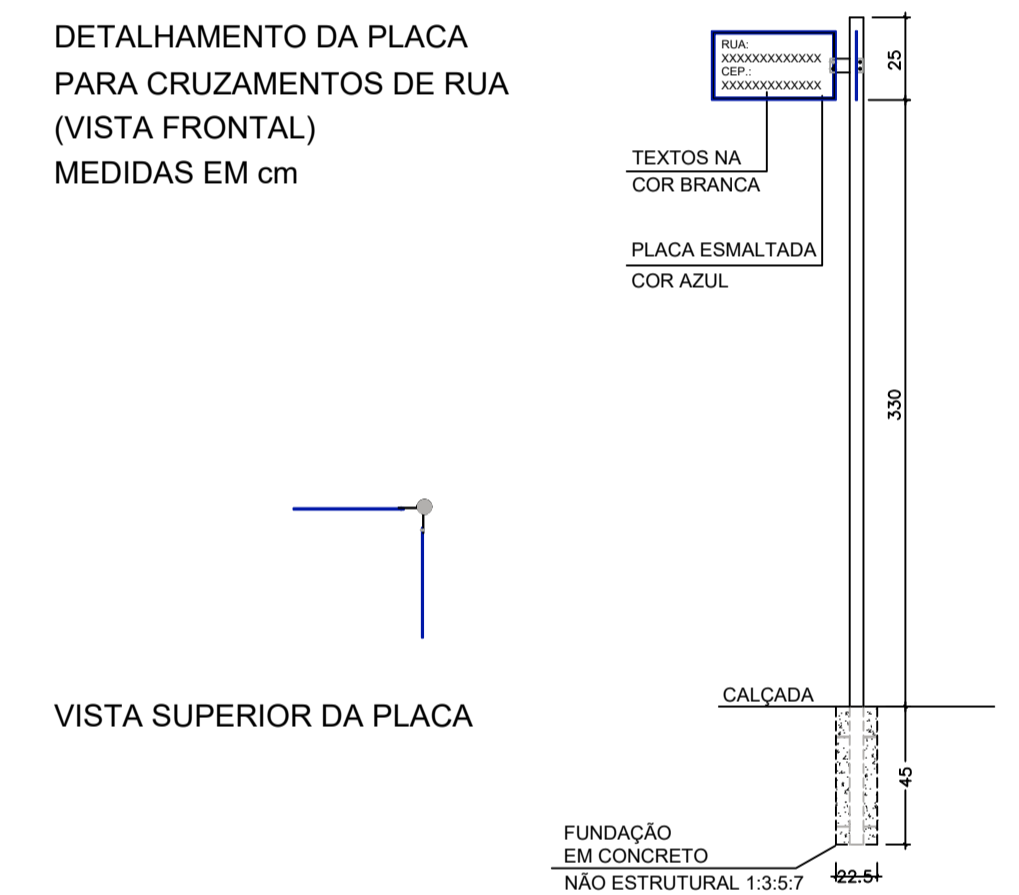 DETALHAMENTO DA PLACA
PARA CRUZAMENTOS DE RUA
(VISTA FRONTAL)
MEDIDAS EM cm
RUA:
XXXXXXXXXXXXX
CEP.:
XXXXXXXXXXXXX
25
TEXTOS NA
COR BRANCA
PLACA ESMALTADA
COR AZUL
330
VISTA SUPERIOR DA PLACA
CALÇADA
45
FUNDAÇÃO
EM CONCRETO
NÃO ESTRUTURAL 1:3:5:7
22.5